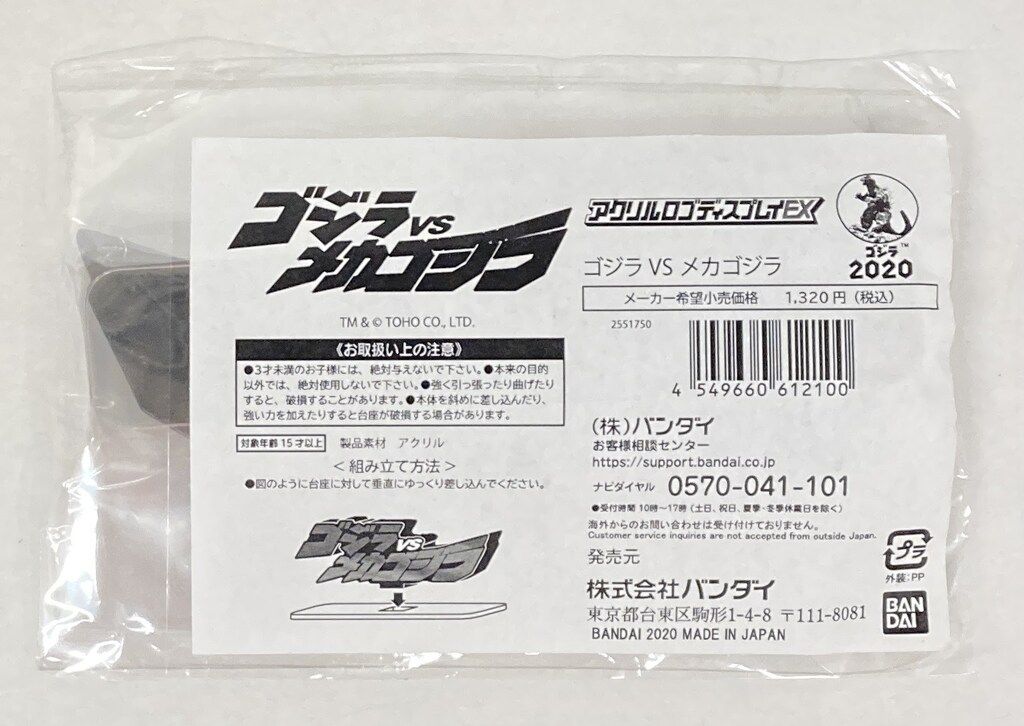 ゴジラ VS メカゴジラ
TM & © TOHO CO., LTD.
《お取扱い上の注意》
●3才未満のお子様には、絶対与えないで下さい。●本来の目的
以外では、絶対使用しないで下さい。●強く引っ張ったり曲げたり
すると、破損することがあります。●本体を斜めに差し込んだり、
強い力を加えたりすると台座が破損する場合があります。
対象年齢 15才以上 製品素材 アクリル
＜組み立て方法＞
●図のように台座に対して垂直にゆっくり差し込んでください。
ゴジラ VS メカゴジラ
アクリルロゴディスプレイEX
ゴジラ™
2020
ゴジラ VS メカゴジラ
メーカー希望小売価格 1,320円（税込）
2551750
4 549660 612100
（株）バンダイ
お客様相談センター
https://support.bandai.co.jp
ナビダイヤル 0570-041-101
●受付時間 10時〜17時（土日、祝日、夏季・冬季休業日を除く）
海外からのお問い合わせは受け付けておりません。
Customer service inquiries are not accepted from outside Japan.
発売元
株式会社バンダイ
東京都台東区駒形1-4-8 〒111-8081
BANDAI 2020 MADE IN JAPAN
プラ
外装:PP
BAN
DAI